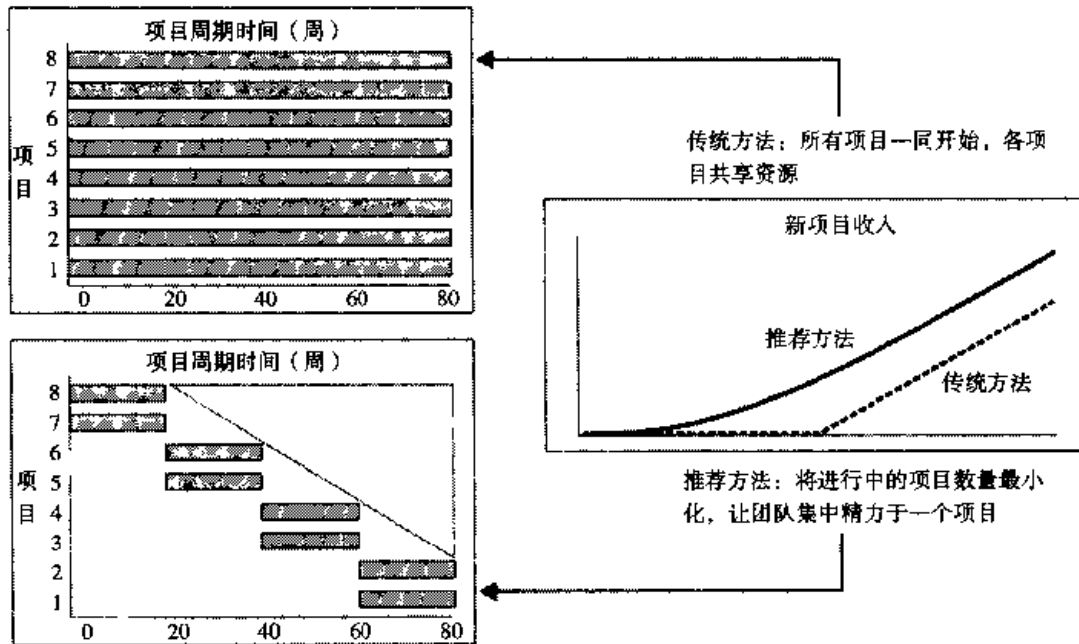 项目周期时间（周）
8
7
6
5
4
3
2
1
项
目
0 20 40 60 80
传统方法：所有项目一同开始，各项
目共享资源
新项目收入
推荐方法
传统方法
项目周期时间（周）
8
7
6
5
4
3
2
1
项
目
0 20 40 60 80
推荐方法：将进行中的项目数量最小
化，让团队集中精力于一个项目